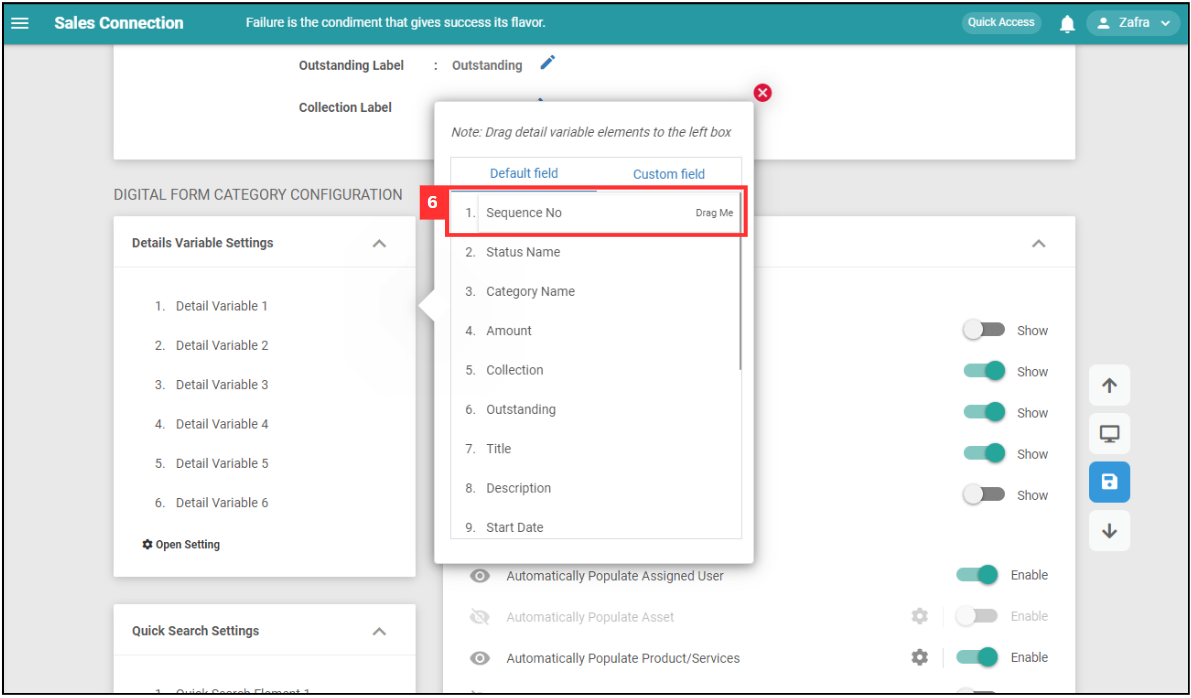 Sales Connection
Failure is the condiment that gives success its flavor.
Quick Access
Zafra
Outstanding Label : Outstanding
Collection Label
Note: Drag detail variable elements to the left box
Default field Custom field
6
1. Sequence No Drag Me
2. Status Name
3. Category Name
4. Amount
5. Collection
6. Outstanding
7. Title
8. Description
9. Start Date
DIGITAL FORM CATEGORY CONFIGURATION
Details Variable Settings
1. Detail Variable 1
2. Detail Variable 2
3. Detail Variable 3
4. Detail Variable 4
5. Detail Variable 5
6. Detail Variable 6
Open Setting
Show
Show
Show
Show
Show
Automatically Populate Assigned User Enable
Automatically Populate Asset Enable
Automatically Populate Product/Services Enable
Quick Search Settings
1. Quick Search Element 1